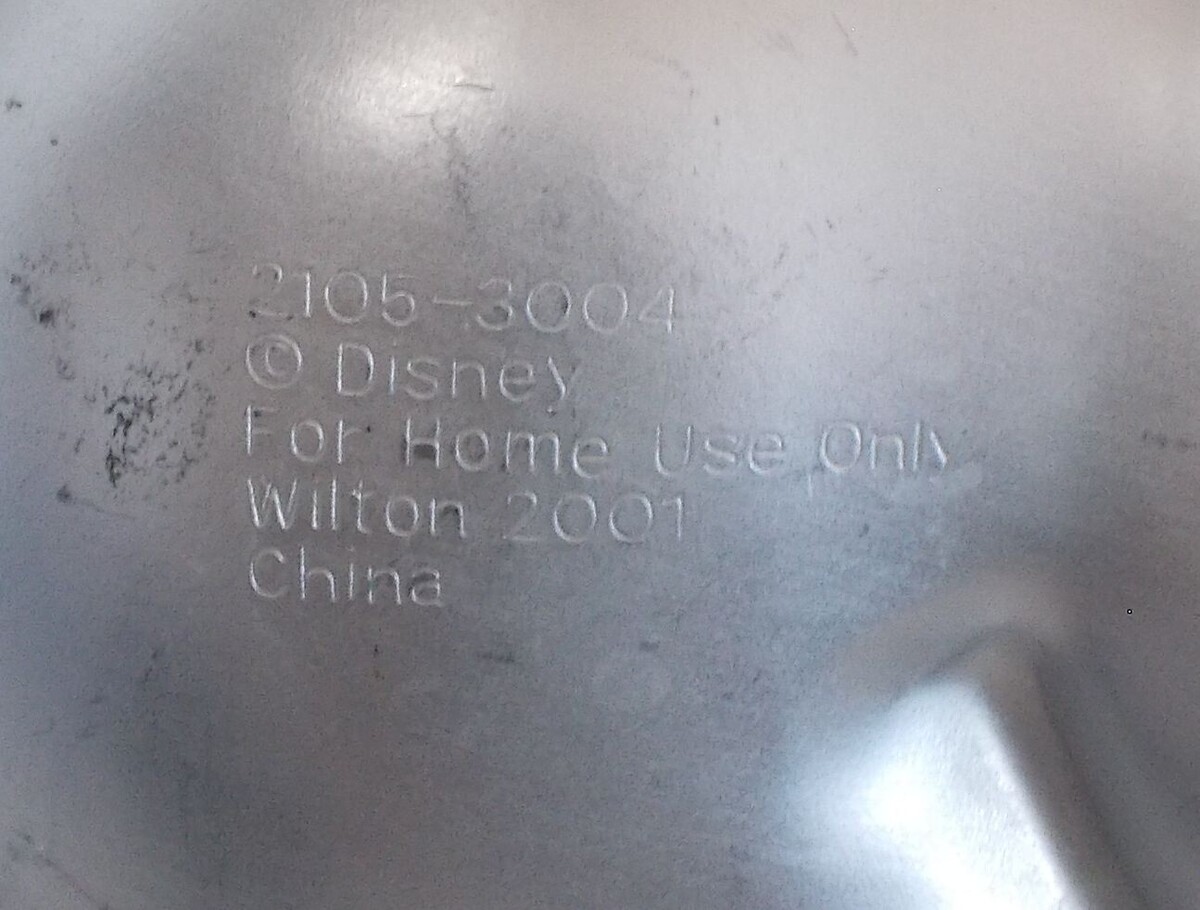 2105-3004
© Disney
For Home Use Only
Wilton 2001
China